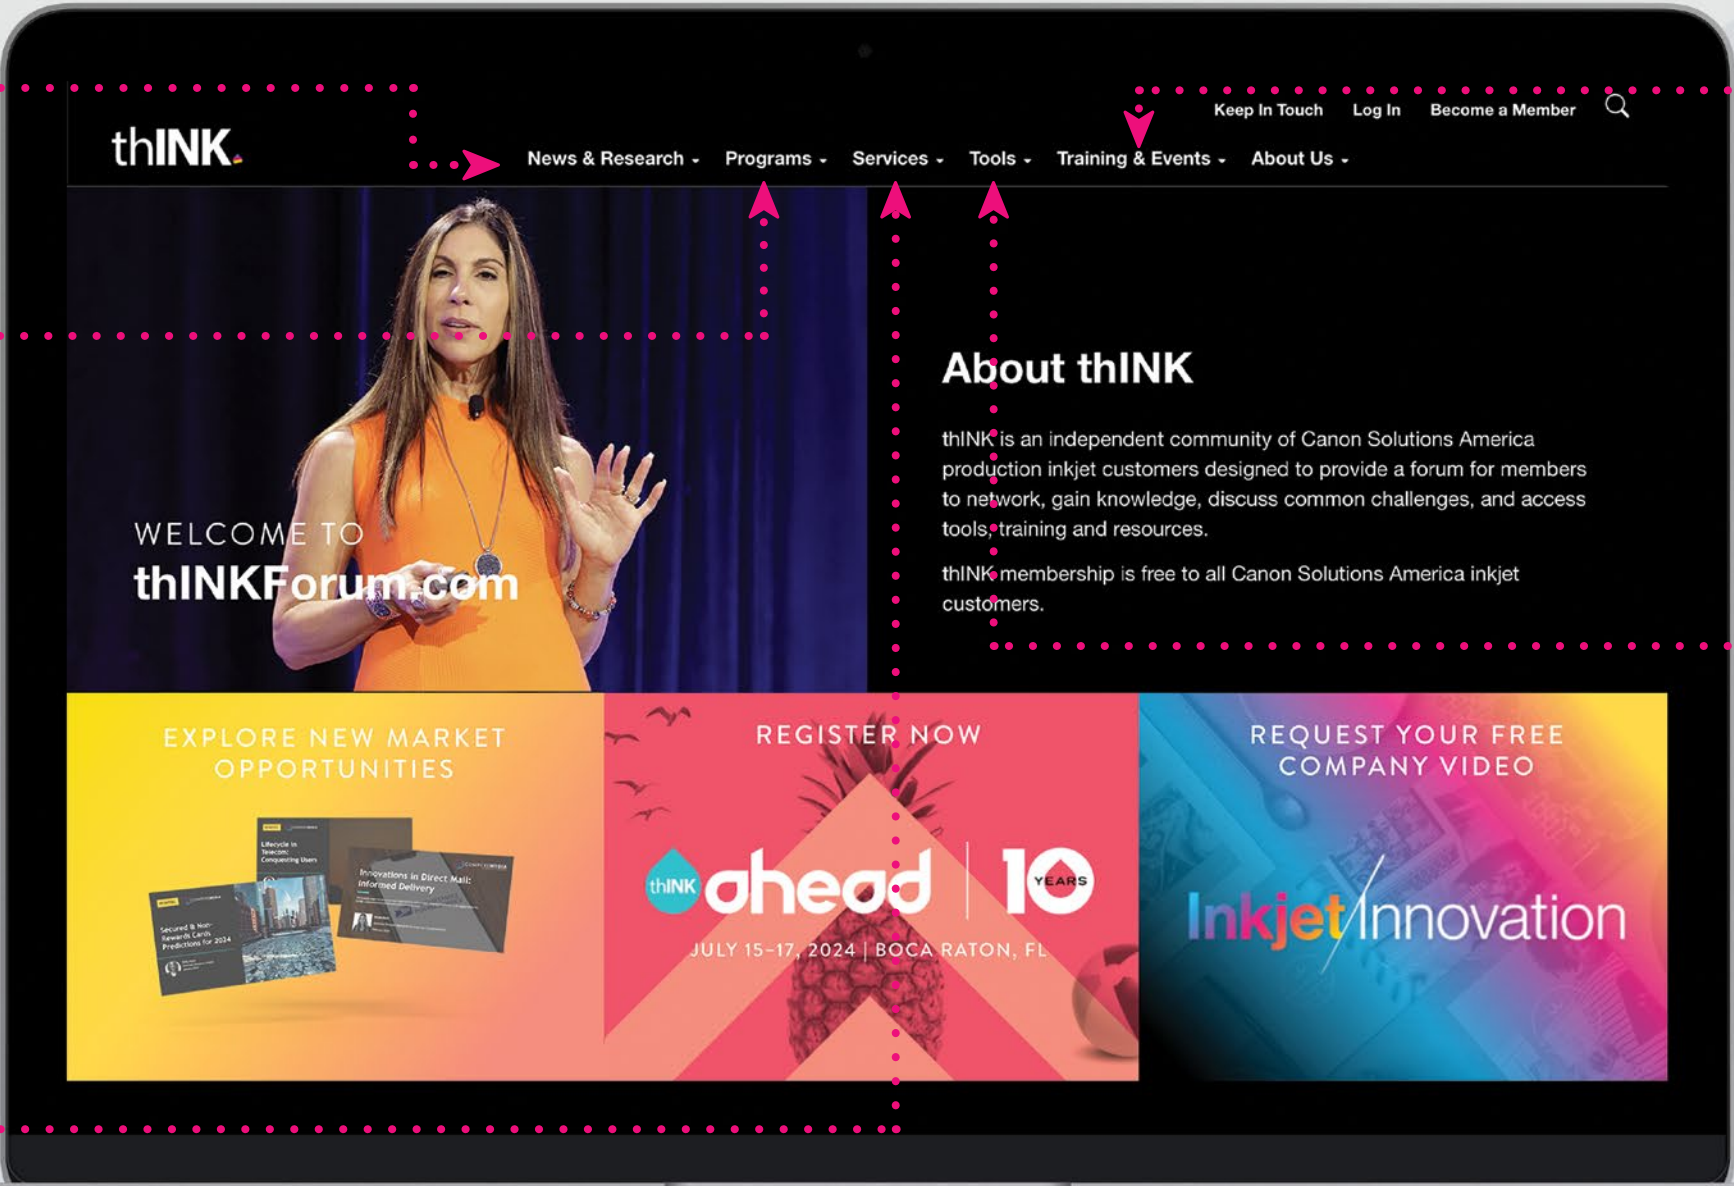 Keep In Touch Log In Become a Member
thINK.
News & Research Programs Services Tools Training & Events About Us
About thINK
thINK is an independent community of Canon Solutions America
production inkjet customers designed to provide a forum for members
to network, gain knowledge, discuss common challenges, and access
tools, training and resources.
thINK membership is free to all Canon Solutions America inkjet
customers.
WELCOME TO
thINKForum.com
EXPLORE NEW MARKET
OPPORTUNITIES
Lifecycle in
Telecom:
Conquesting Users
Innovations in Direct Mail:
Informed Delivery
Secured & Non-
Rewards Cards
Predictions for 2024
REGISTER NOW
thINK ahead 10
YEARS
JULY 15–17, 2024 | BOCA RATON, FL
REQUEST YOUR FREE
COMPANY VIDEO
Inkjet/Innovation